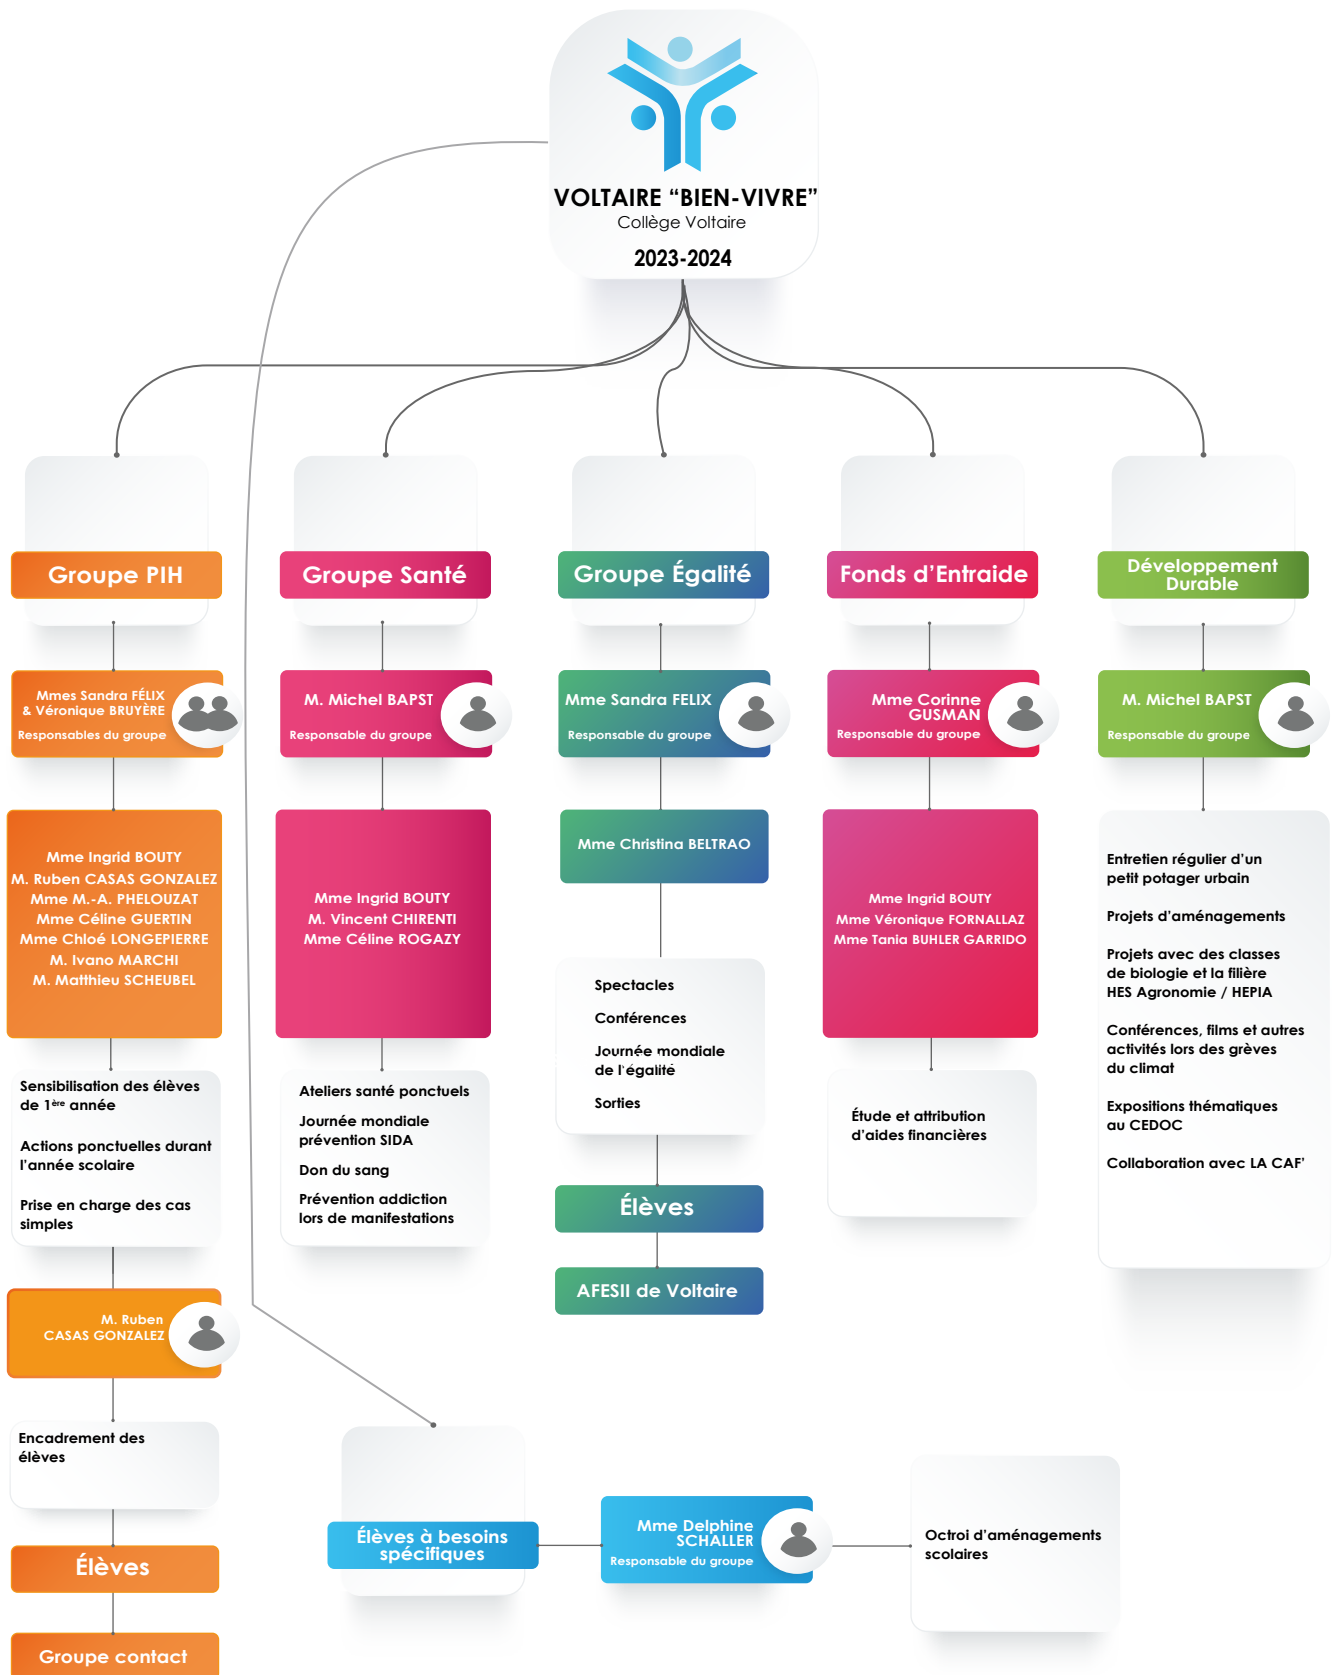 VOLTAIRE “BIEN-VIVRE”
Collège Voltaire
2023-2024
Groupe PIH
Mmes Sandra FÉLIX
& Véronique BRUYÈRE
Responsables du groupe
Mme Ingrid BOUTY
M. Ruben CASAS GONZALEZ
Mme M.-A. PHELOUZAT
Mme Céline GUERTIN
Mme Chloé LONGEPIERRE
M. Ivano MARCHI
M. Matthieu SCHEUBEL
Sensibilisation des élèves
de 1ère année
Actions ponctuelles durant
l’année scolaire
Prise en charge des cas
simples
M. Ruben
CASAS GONZALEZ
Encadrement des
élèves
Élèves
Groupe contact
Groupe Santé
M. Michel BAPST
Responsable du groupe
Mme Ingrid BOUTY
M. Vincent CHIRENTI
Mme Céline ROGAZY
Ateliers santé ponctuels
Journée mondiale
prévention SIDA
Don du sang
Prévention addiction
lors de manifestations
Groupe Égalité
Mme Sandra FELIX
Responsable du groupe
Mme Christina BELTRAO
Spectacles
Conférences
Journée mondiale
de l’égalité
Sorties
Élèves
AFESII de Voltaire
Fonds d’Entraide
Mme Corinne
GUSMAN
Responsable du groupe
Mme Ingrid BOUTY
Mme Véronique FORNALLAZ
Mme Tania BUHLER GARRIDO
Étude et attribution
d’aides financières
Développement
Durable
M. Michel BAPST
Responsable du groupe
Entretien régulier d’un
petit potager urbain
Projets d’aménagements
Projets avec des classes
de biologie et la filière
HES Agronomie / HEPIA
Conférences, films et autres
activités lors des grèves
du climat
Expositions thématiques
au CEDOC
Collaboration avec LA CAF’
Élèves à besoins
spécifiques
Mme Delphine
SCHALLER
Responsable du groupe
Octroi d’aménagements
scolaires